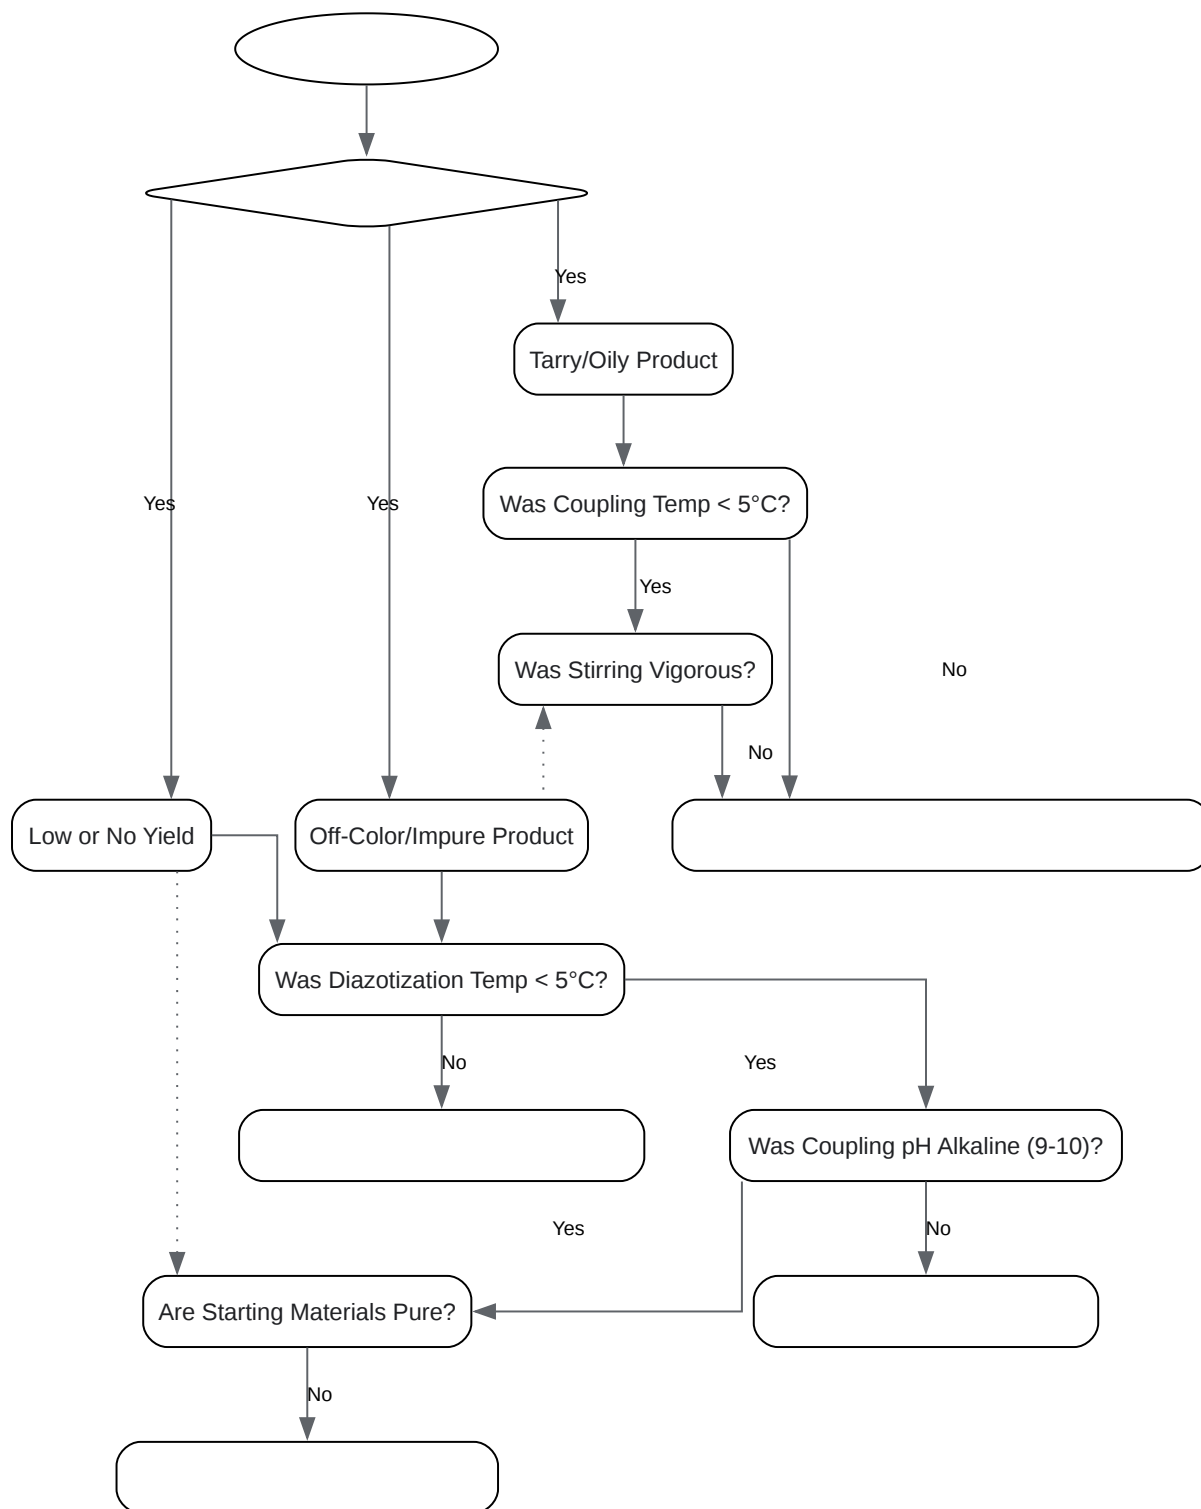 Yes
Tarry/Oily Product
Yes
Yes
Was Coupling Temp < 5°C?
Yes
Was Stirring Vigorous?
No
No
Low or No Yield
Off-Color/Impure Product
Was Diazotization Temp < 5°C?
No
Yes
Was Coupling pH Alkaline (9-10)?
Yes
No
Are Starting Materials Pure?
No